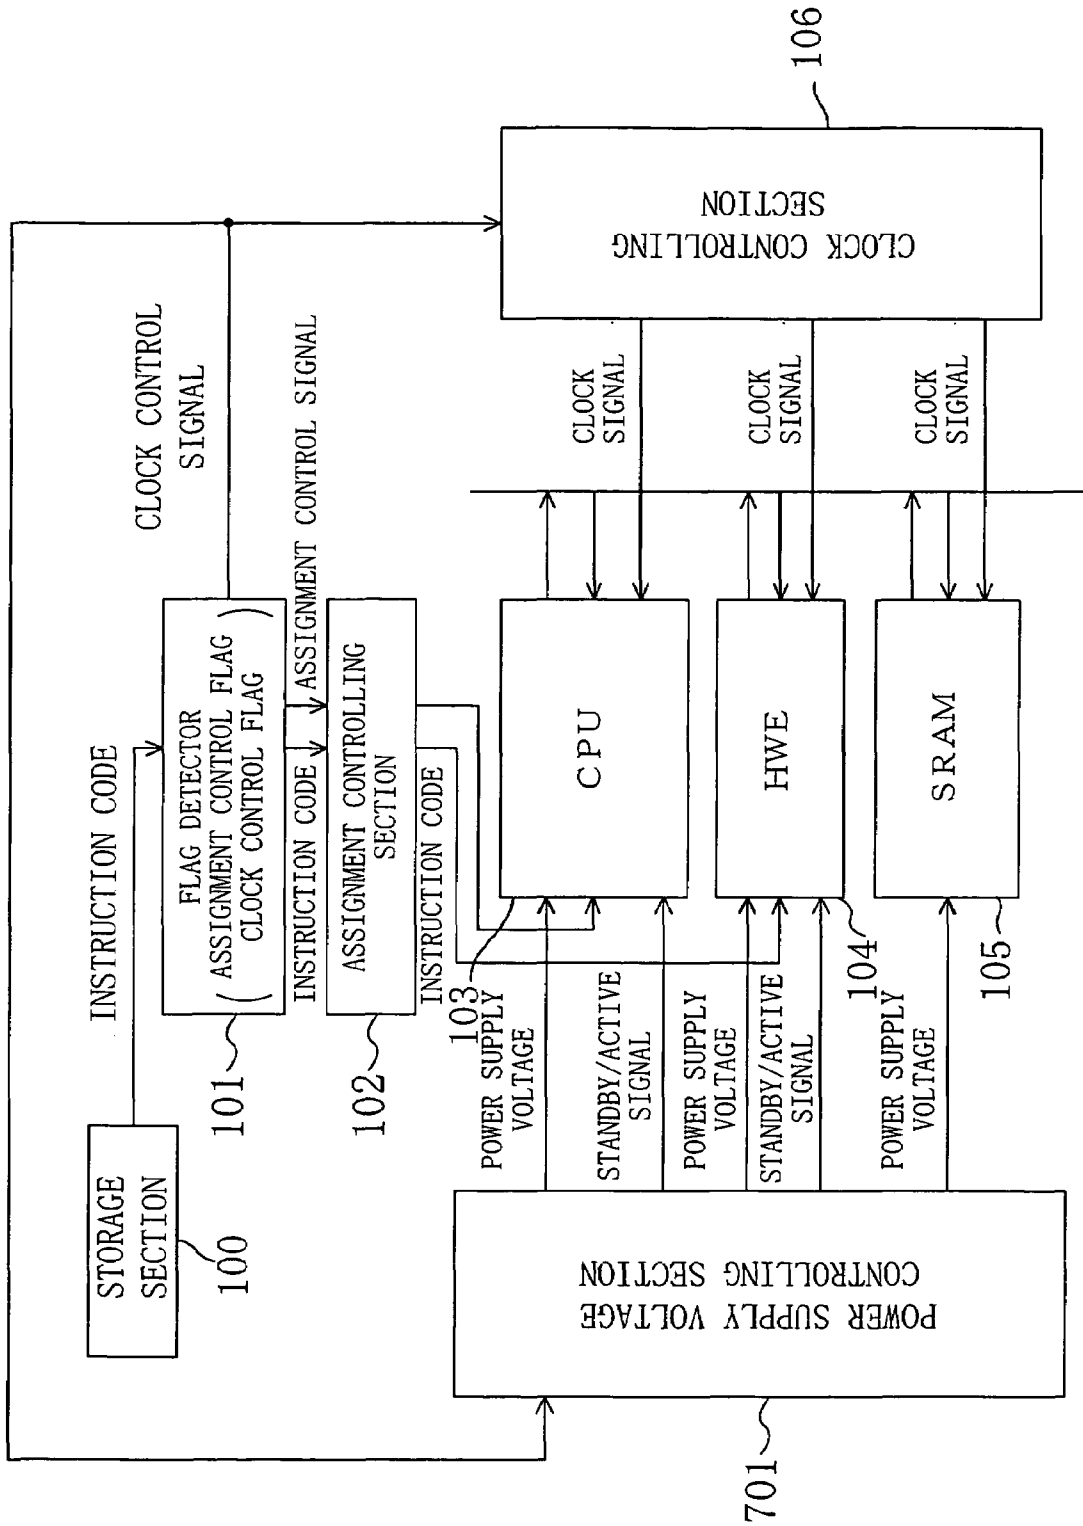 STORAGE
SECTION
100
INSTRUCTION CODE
FLAG DETECTOR
(ASSIGNMENT CONTROL FLAG
CLOCK CONTROL FLAG)
101
CLOCK CONTROL
SIGNAL
INSTRUCTION CODE
ASSIGNMENT CONTROL SIGNAL
ASSIGNMENT CONTROLLING
SECTION
102
INSTRUCTION CODE
103
POWER SUPPLY
VOLTAGE
CPU
CLOCK
SIGNAL
STANDBY/ACTIVE
SIGNAL
POWER SUPPLY
VOLTAGE
HWE
104
CLOCK
SIGNAL
STANDBY/ACTIVE
SIGNAL
POWER SUPPLY
VOLTAGE
SRAM
105
CLOCK
SIGNAL
POWER SUPPLY VOLTAGE
CONTROLLING SECTION
701
CLOCK CONTROLLING
SECTION
106